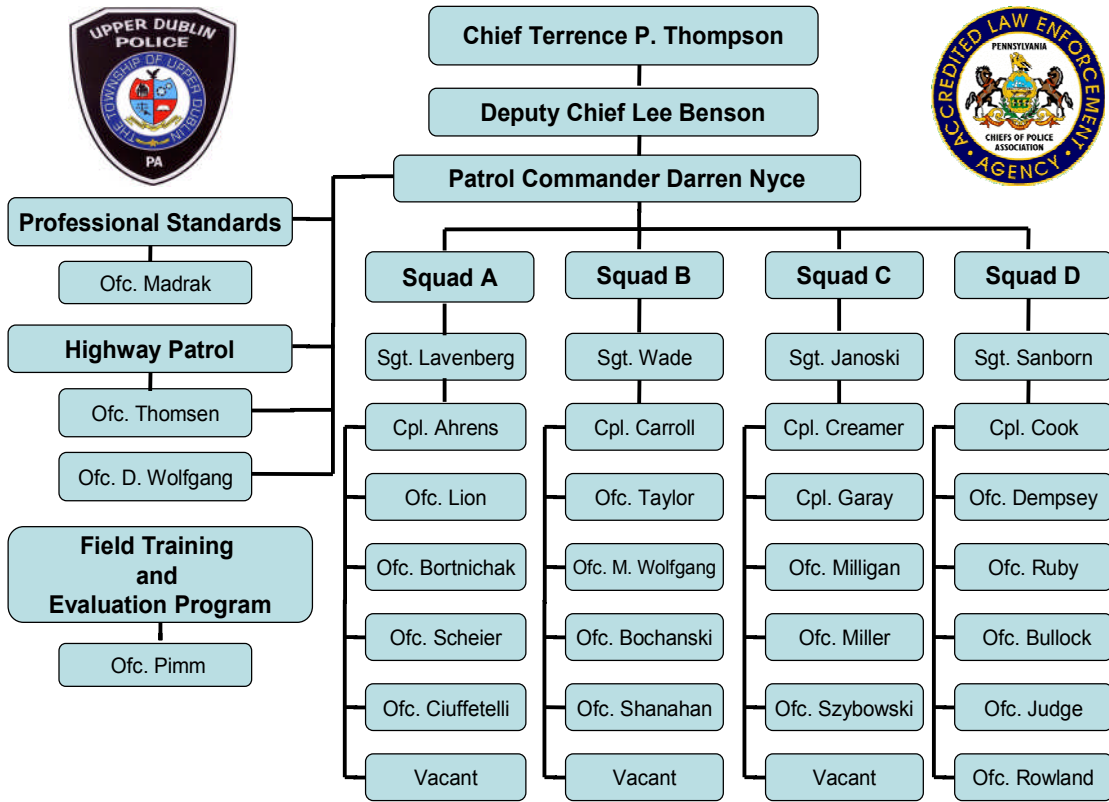 UPPER DUBLIN
POLICE
THE TOWNSHIP OF UPPER DUBLIN
PA
Chief Terrence P. Thompson
ACCREDITED LAW ENFORCEMENT
AGENCY
PENNSYLVANIA
CHIEFS OF POLICE
ASSOCIATION
Deputy Chief Lee Benson
Patrol Commander Darren Nyce
Professional Standards
Ofc. Madrak
Highway Patrol
Ofc. Thomsen
Ofc. D. Wolfgang
Field Training
and
Evaluation Program
Ofc. Pimm
Squad A
Sgt. Lavenberg
Cpl. Ahrens
Ofc. Lion
Ofc. Bortnichak
Ofc. Scheier
Ofc. Ciuffetelli
Vacant
Squad B
Sgt. Wade
Cpl. Carroll
Ofc. Taylor
Ofc. M. Wolfgang
Ofc. Bochanski
Ofc. Shanahan
Vacant
Squad C
Sgt. Janoski
Cpl. Creamer
Cpl. Garay
Ofc. Milligan
Ofc. Miller
Ofc. Szybowski
Vacant
Squad D
Sgt. Sanborn
Cpl. Cook
Ofc. Dempsey
Ofc. Ruby
Ofc. Bullock
Ofc. Judge
Ofc. Rowland